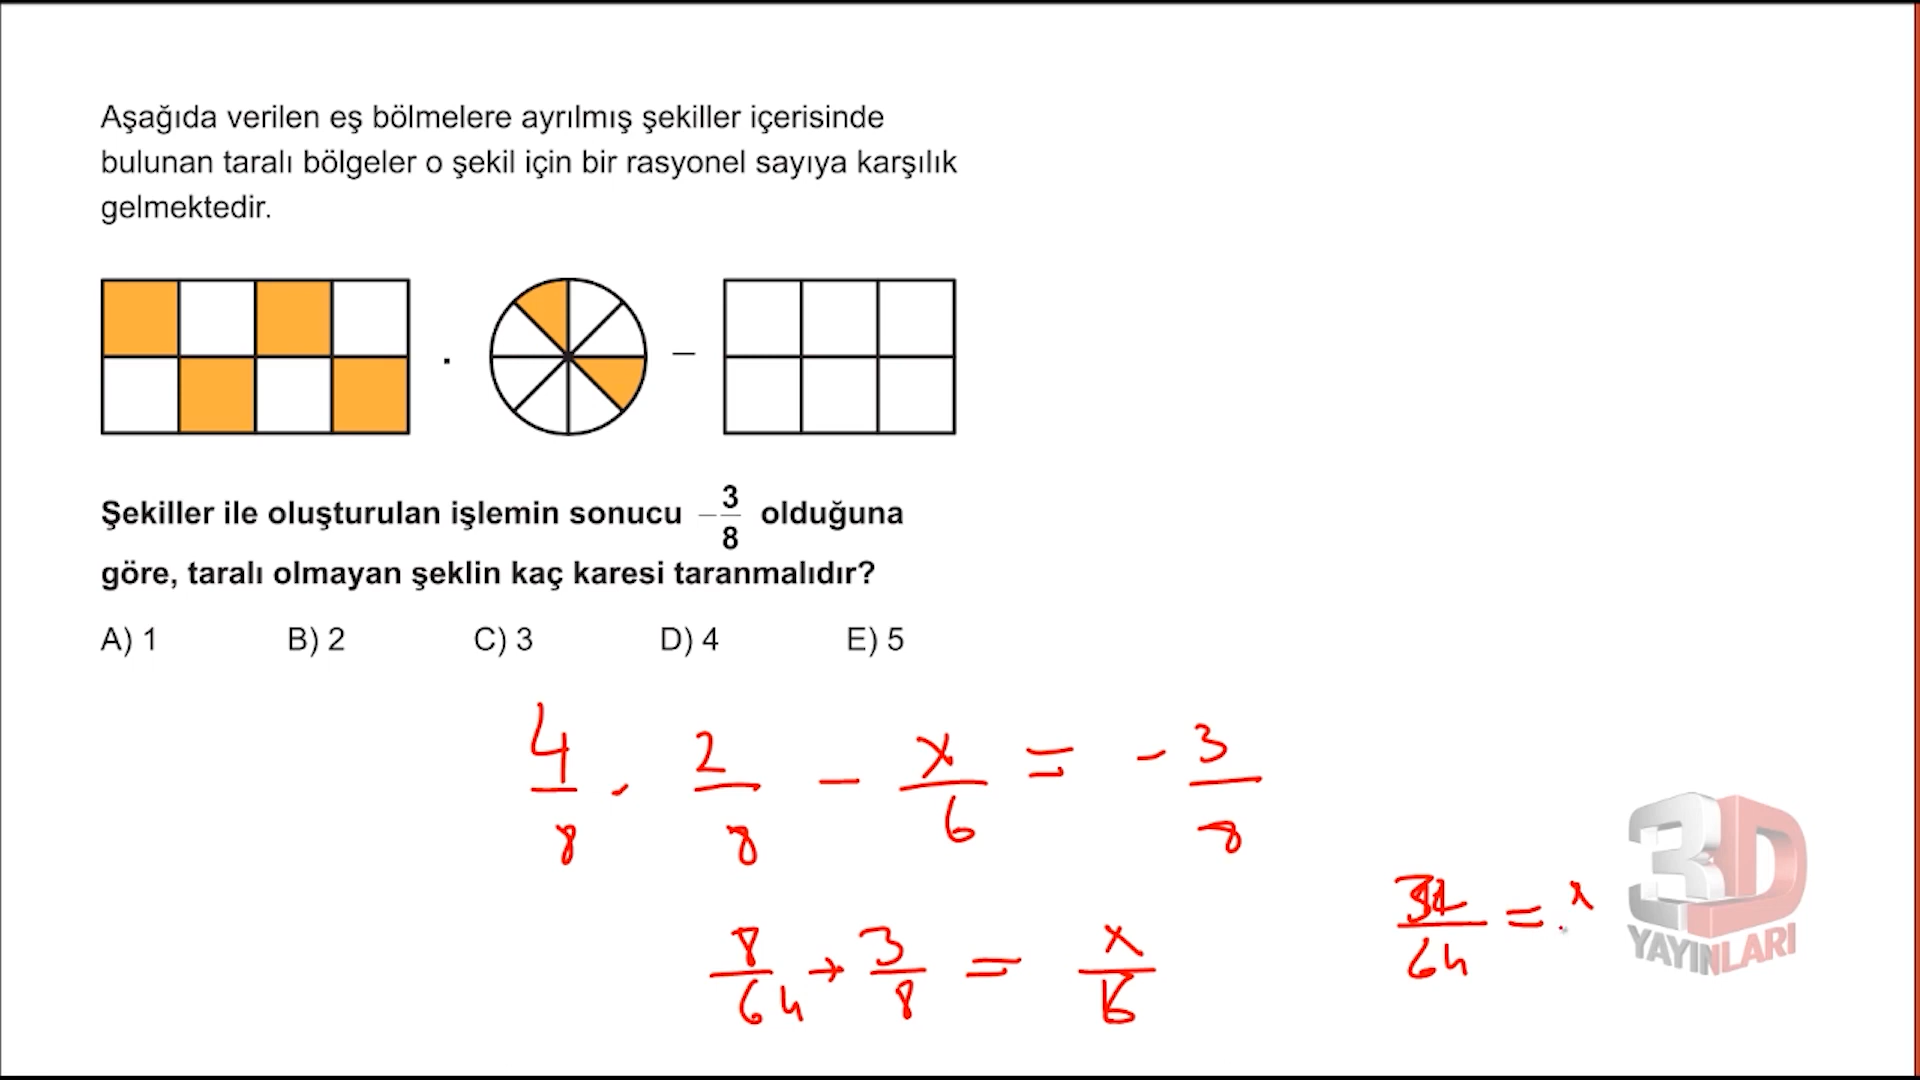 Aşağıda verilen eş bölmelere ayrılmış şekiller içerisinde
bulunan taralı bölgeler o şekil için bir rasyonel sayıya karşılık
gelmektedir.
. −
Şekiller ile oluşturulan işlemin sonucu −3/8 olduğuna
göre, taralı olmayan şeklin kaç karesi taranmalıdır?
A) 1 B) 2 C) 3 D) 4 E) 5
4/8 . 2/8 − x/6 = −3/8
8/64 + 3/8 = x/6
32/64 = x
3D
YAYINLARI